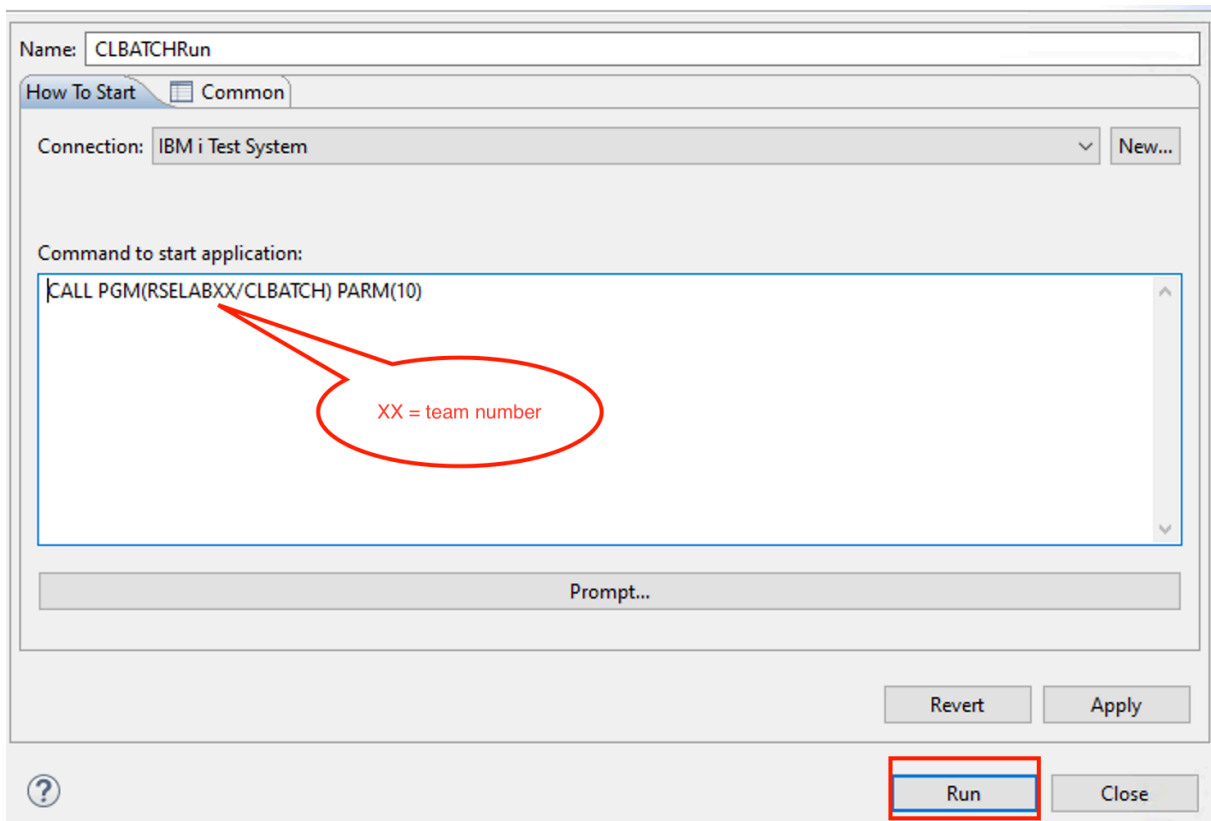 Name: CLBATCHRun
How To Start Common
Connection: IBM i Test System New...
Command to start application:
CALL PGM(RSELABXX/CLBATCH) PARM(10)
XX = team number
Prompt...
Revert Apply
? Run Close